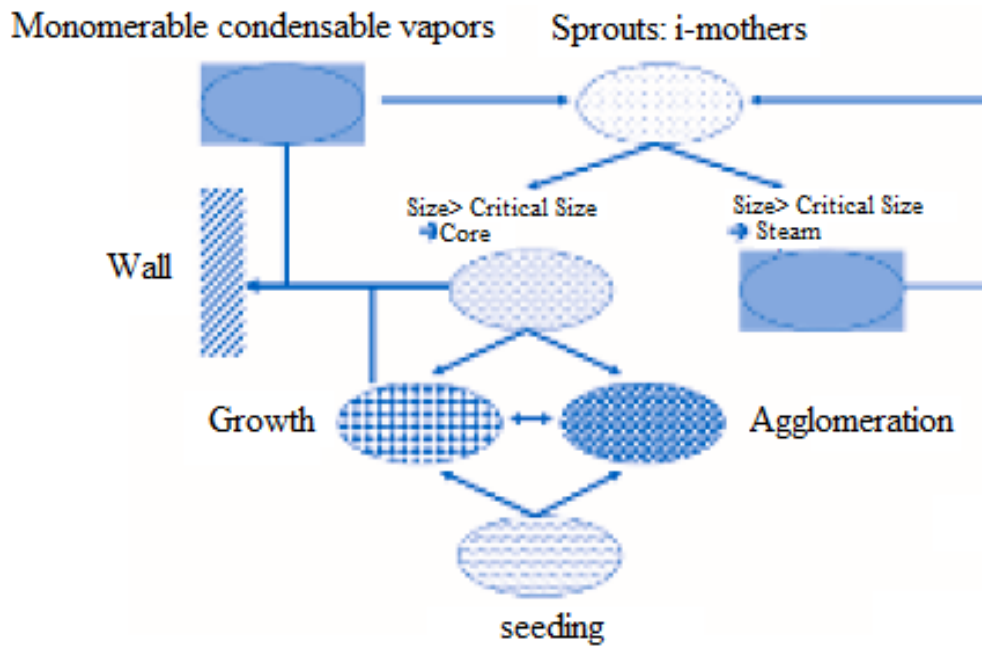 Monomerable condensable vapors
Sprouts: i-mothers
Size> Critical Size
Core
Size> Critical Size
Steam
Wall
Growth
Agglomeration
seeding